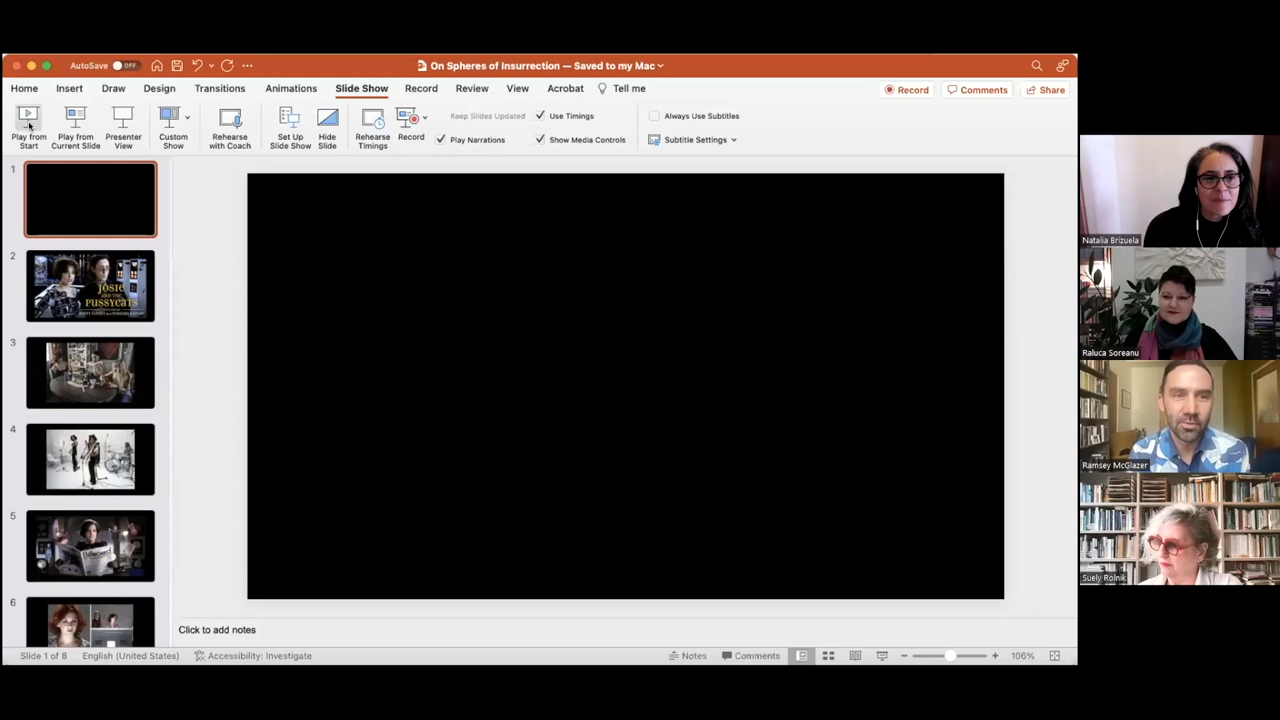 AutoSave OFF
On Spheres of Insurrection — Saved to my Mac
Home Insert Draw Design Transitions Animations Slide Show Record Review View Acrobat Tell me
Record Comments Share
Play from Start
Play from Current Slide
Presenter View
Custom Show
Rehearse with Coach
Set Up Slide Show
Hide Slide
Rehearse Timings
Record
Keep Slides Updated
Use Timings
Play Narrations
Show Media Controls
Always Use Subtitles
Subtitle Settings
1
2
JOSIE
AND THE
PUSSYCATS
3
4
5
Billboard
6
Click to add notes
Slide 1 of 8 English (United States) Accessibility: Investigate
Notes Comments 106%
Natalia Brizuela
Raluca Soreanu
Ramsey McGlazer
Suely Rolnik